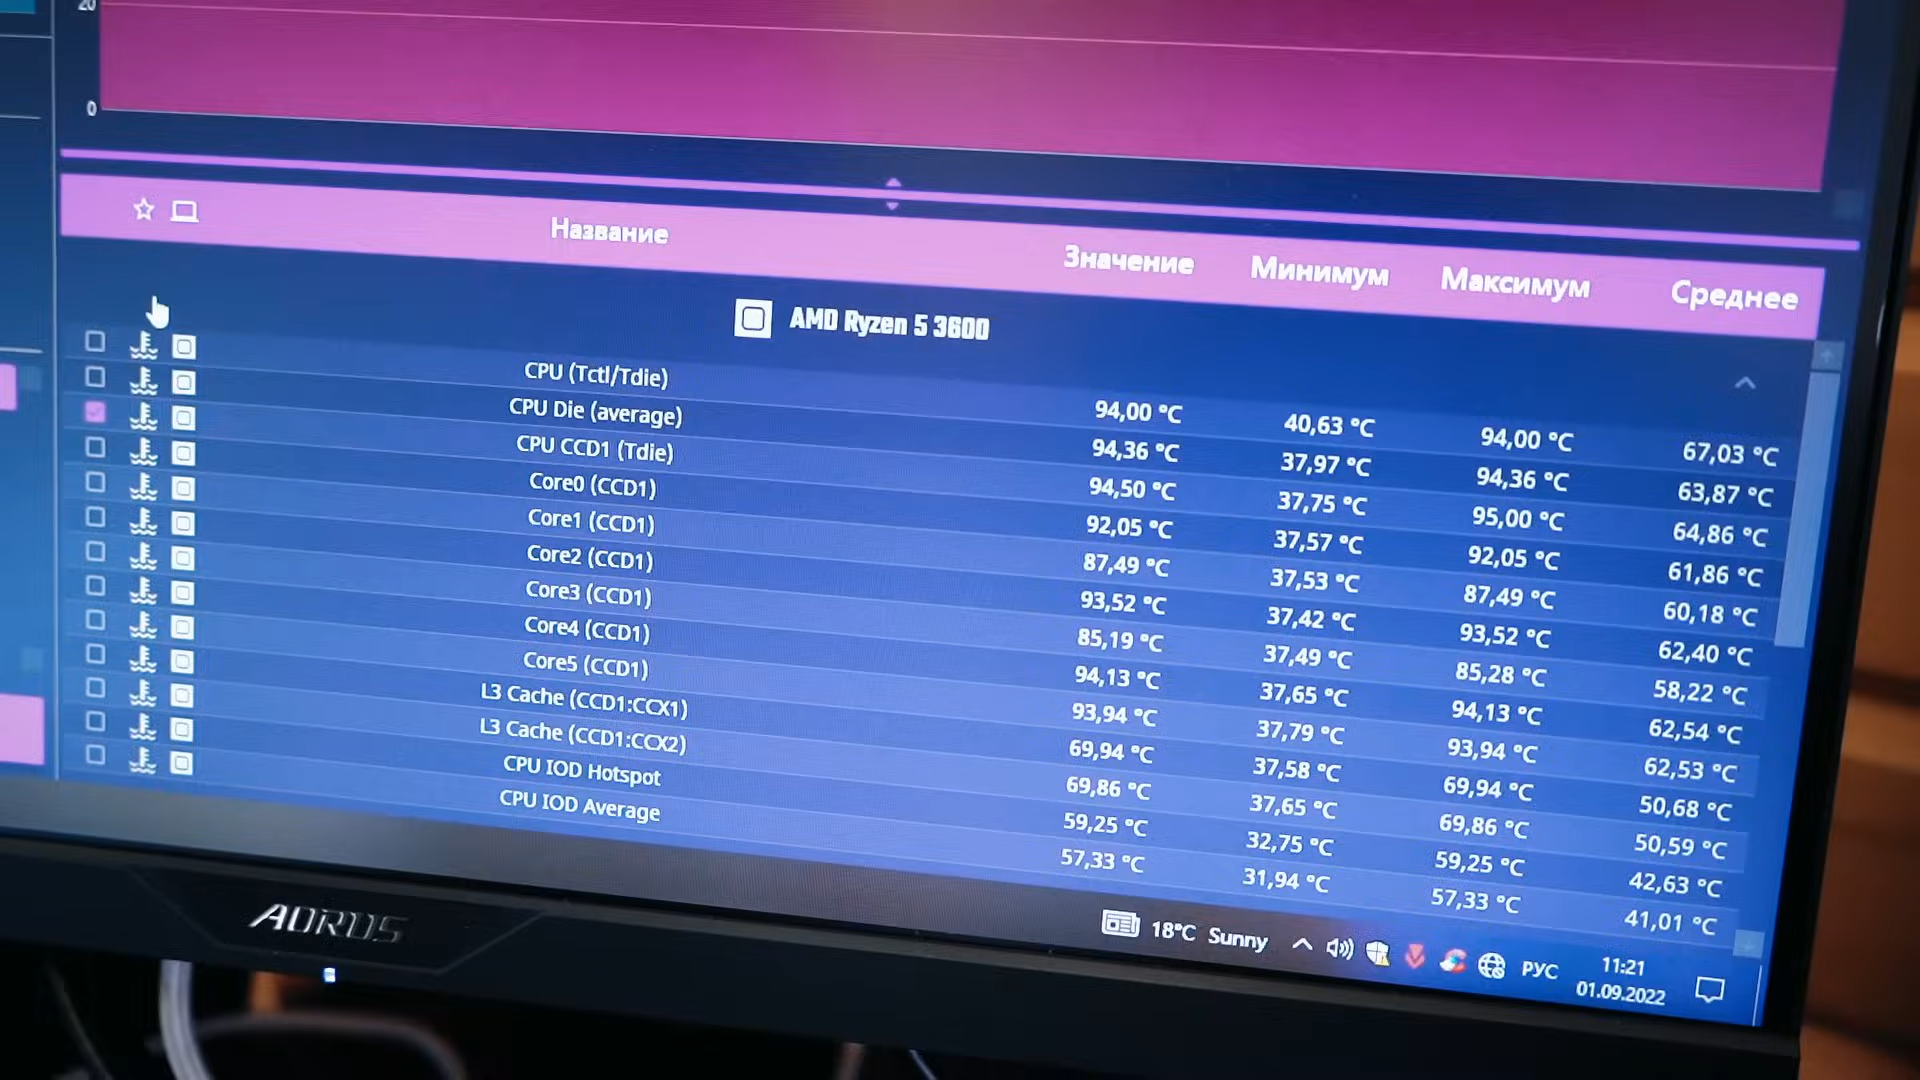 20
0
Название Значение Минимум Максимум Среднее
AMD Ryzen 5 3600
CPU (Tctl/Tdie) 94,00 °C 40,63 °C 94,00 °C 67,03 °C
CPU Die (average) 94,36 °C 37,97 °C 94,36 °C 63,87 °C
CPU CCD1 (Tdie) 94,50 °C 37,75 °C 95,00 °C 64,86 °C
Core0 (CCD1) 92,05 °C 37,57 °C 92,05 °C 61,86 °C
Core1 (CCD1) 87,49 °C 37,53 °C 87,49 °C 60,18 °C
Core2 (CCD1) 93,52 °C 37,42 °C 93,52 °C 62,40 °C
Core3 (CCD1) 85,19 °C 37,49 °C 85,28 °C 58,22 °C
Core4 (CCD1) 94,13 °C 37,65 °C 94,13 °C 62,54 °C
Core5 (CCD1) 93,94 °C 37,79 °C 93,94 °C 62,53 °C
L3 Cache (CCD1:CCX1) 69,94 °C 37,58 °C 69,94 °C 50,68 °C
L3 Cache (CCD1:CCX2) 69,86 °C 37,65 °C 69,86 °C 50,59 °C
CPU IOD Hotspot 59,25 °C 32,75 °C 59,25 °C 42,63 °C
CPU IOD Average 57,33 °C 31,94 °C 57,33 °C 41,01 °C
18°C Sunny РУС 11:21
01.09.2022
AORUS